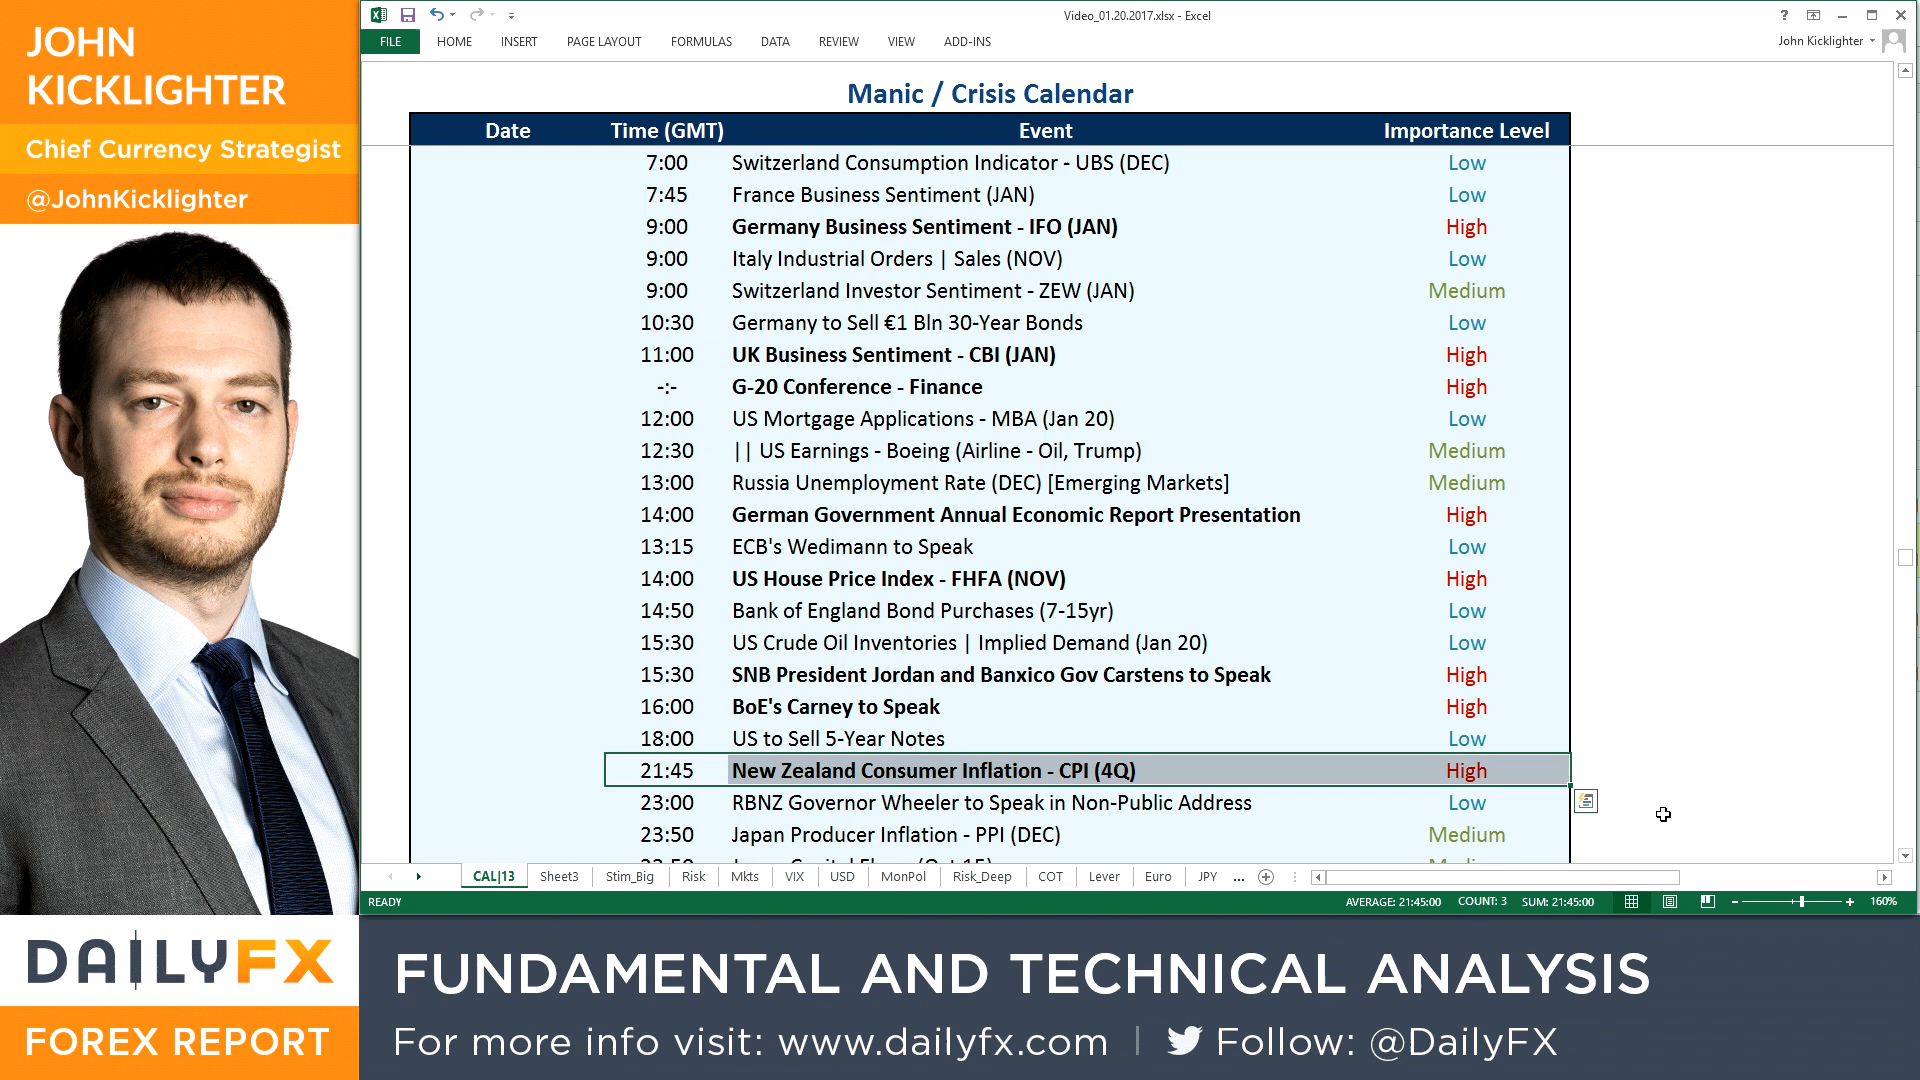 JOHN
KICKLIGHTER
Chief Currency Strategist
@JohnKicklighter
Video_01.20.2017.xlsx - Excel
?
FILE HOME INSERT PAGE LAYOUT FORMULAS DATA REVIEW VIEW ADD-INS
John Kicklighter
Manic / Crisis Calendar
Date Time (GMT) Event Importance Level
7:00 Switzerland Consumption Indicator - UBS (DEC) Low
7:45 France Business Sentiment (JAN) Low
9:00 Germany Business Sentiment - IFO (JAN) High
9:00 Italy Industrial Orders | Sales (NOV) Low
9:00 Switzerland Investor Sentiment - ZEW (JAN) Medium
10:30 Germany to Sell €1 Bln 30-Year Bonds Low
11:00 UK Business Sentiment - CBI (JAN) High
-:- G-20 Conference - Finance High
12:00 US Mortgage Applications - MBA (Jan 20) Low
12:30 || US Earnings - Boeing (Airline - Oil, Trump) Medium
13:00 Russia Unemployment Rate (DEC) [Emerging Markets] Medium
14:00 German Government Annual Economic Report Presentation High
13:15 ECB's Wedimann to Speak Low
14:00 US House Price Index - FHFA (NOV) High
14:50 Bank of England Bond Purchases (7-15yr) Low
15:30 US Crude Oil Inventories | Implied Demand (Jan 20) Low
15:30 SNB President Jordan and Banxico Gov Carstens to Speak High
16:00 BoE's Carney to Speak High
18:00 US to Sell 5-Year Notes Low
21:45 New Zealand Consumer Inflation - CPI (4Q) High
23:00 RBNZ Governor Wheeler to Speak in Non-Public Address Low
23:50 Japan Producer Inflation - PPI (DEC) Medium
CAL|13 Sheet3 Stim_Big Risk Mkts VIX USD MonPol Risk_Deep COT Lever Euro JPY ...
READY AVERAGE: 21:45:00 COUNT: 3 SUM: 21:45:00 160%
DAILYFX
FOREX REPORT
FUNDAMENTAL AND TECHNICAL ANALYSIS
For more info visit: www.dailyfx.com | Follow: @DailyFX